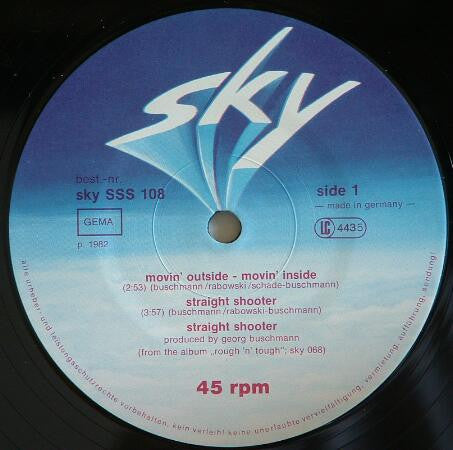 sky
best.-nr.
sky SSS 108
side 1
— made in germany —
GEMA
LC 4435
p. 1982
movin' outside - movin' inside
(2:53) (buschmann/rabowski/schade-buschmann)
straight shooter
(3:57) (buschmann/rabowski-buschmann)
straight shooter
produced by georg buschmann
(from the album „rough 'n' tough"; sky 068)
45 rpm
alle urheber- und leistungsschutzrechte vorbehalten. kein verleih! keine unerlaubte vervielfältigung, vermietung, aufführung, sendung!